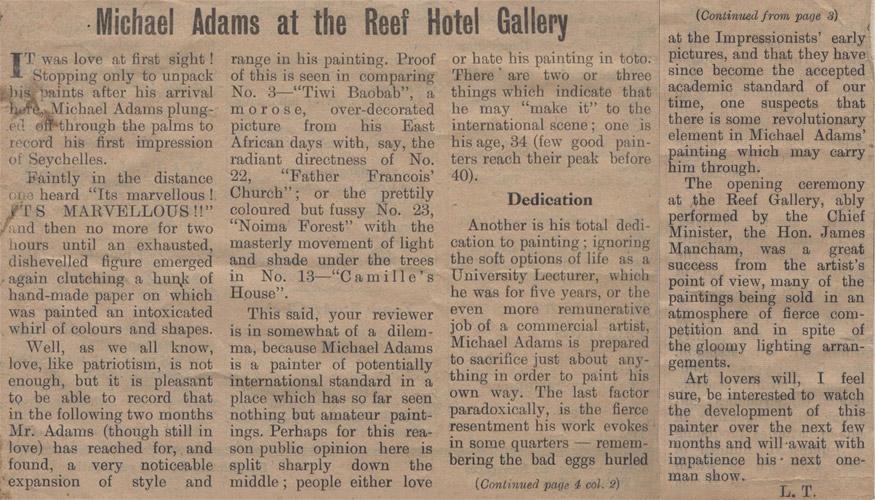 Michael Adams at the Reef Hotel Gallery
IT was love at first sight!
Stopping only to unpack
his paints after his arrival
here, Michael Adams plung-
ed off through the palms to
record his first impression
of Seychelles.
Faintly in the distance
one heard "Its marvellous!
ITS MARVELLOUS!!"
and then no more for two
hours until an exhausted,
dishevelled figure emerged
again clutching a hunk of
hand-made paper on which
was painted an intoxicated
whirl of colours and shapes.
Well, as we all know,
love, like patriotism, is not
enough, but it is pleasant
to be able to record that
in the following two months
Mr. Adams (though still in
love) has reached for, and
found, a very noticeable
expansion of style and
range in his painting. Proof
of this is seen in comparing
No. 3—"Tiwi Baobab", a
morose, over-decorated
picture from his East
African days with, say, the
radiant directness of No.
22, "Father Francois'
Church"; or the prettily
coloured but fussy No. 23,
"Noima Forest" with the
masterly movement of light
and shade under the trees
in No. 13—"Camille's
House".
This said, your reviewer
is in somewhat of a dilem-
ma, because Michael Adams
is a painter of potentially
international standard in a
place which has so far seen
nothing but amateur paint-
ings. Perhaps for this rea-
son public opinion here is
split sharply down the
middle; people either love
or hate his painting in toto.
There are two or three
things which indicate that
he may "make it" to the
international scene; one is
his age, 34 (few good pain-
ters reach their peak before
40).
Dedication
Another is his total dedi-
cation to painting; ignoring
the soft options of life as a
University Lecturer, which
he was for five years, or the
even more remunerative
job of a commercial artist,
Michael Adams is prepared
to sacrifice just about any-
thing in order to paint his
own way. The last factor
paradoxically, is the fierce
resentment his work evokes
in some quarters — remem-
bering the bad eggs hurled
(Continued page 4 col. 2)
(Continued from page 3)
at the Impressionists' early
pictures, and that they have
since become the accepted
academic standard of our
time, one suspects that
there is some revolutionary
element in Michael Adams'
painting which may carry
him through.
The opening ceremony
at the Reef Gallery, ably
performed by the Chief
Minister, the Hon. James
Mancham, was a great
success from the artist's
point of view, many of the
paintings being sold in an
atmosphere of fierce com-
petition and in spite of
the gloomy lighting arran-
gements.
Art lovers will, I feel
sure, be interested to watch
the development of this
painter over the next few
months and will await with
impatience his next one-
man show.
L. T.